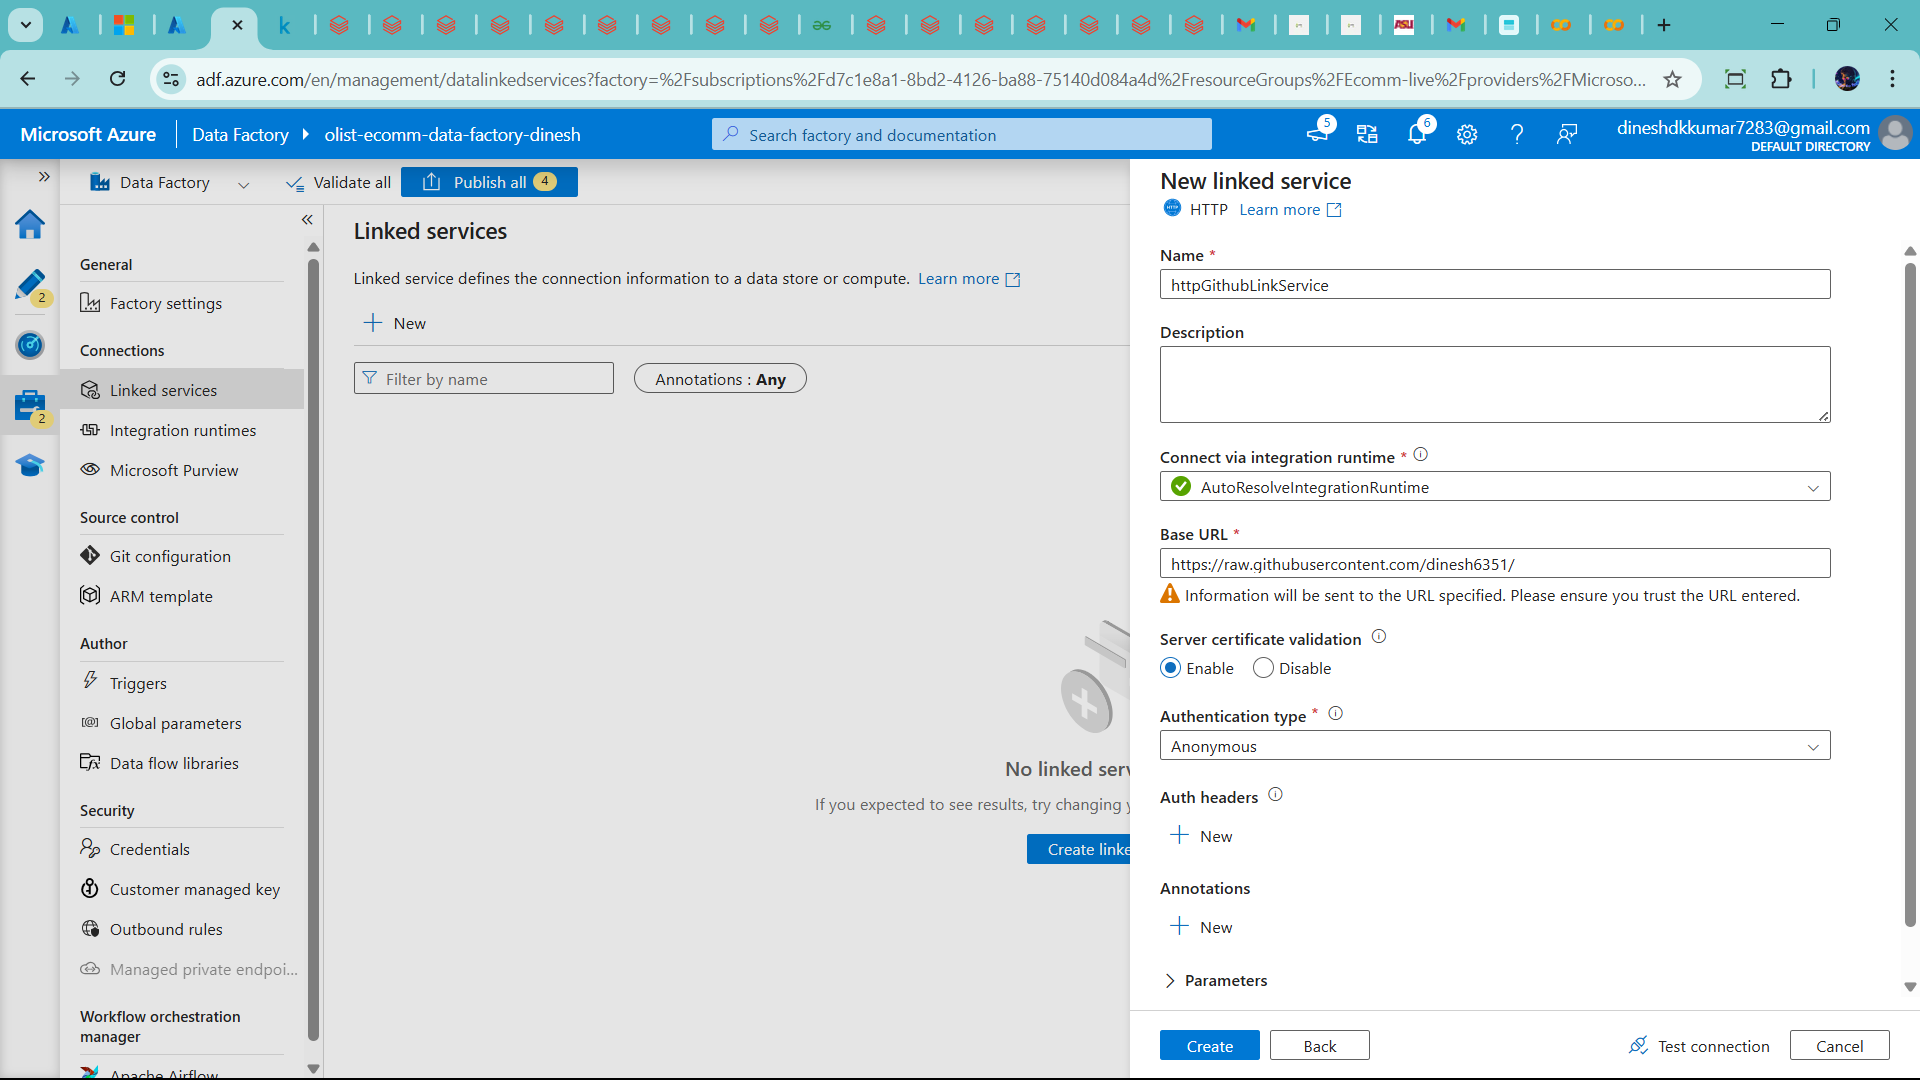 adf.azure.com/en/management/datalinkedservices?factory=%2Fsubscriptions%2Fd7c1e8a1-8bd2-4126-ba88-75140d084a4d%2FresourceGroups%2FEcomm-live%2Fproviders%2FMicroso...
Microsoft Azure
Data Factory
olist-ecomm-data-factory-dinesh
Search factory and documentation
5
6
dineshdkkumar7283@gmail.com
DEFAULT DIRECTORY
Data Factory
Validate all
Publish all 4
2
2
General
Factory settings
Connections
Linked services
Integration runtimes
Microsoft Purview
Source control
Git configuration
ARM template
Author
Triggers
Global parameters
Data flow libraries
Security
Credentials
Customer managed key
Outbound rules
Managed private endpoi...
Workflow orchestration
manager
Apache Airflow
Linked services
Linked service defines the connection information to a data store or compute. Learn more
New
Filter by name
Annotations : Any
No linked serv
If you expected to see results, try changing y
Create linke
New linked service
HTTP Learn more
Name *
httpGithubLinkService
Description
Connect via integration runtime *
AutoResolveIntegrationRuntime
Base URL *
https://raw.githubusercontent.com/dinesh6351/
Information will be sent to the URL specified. Please ensure you trust the URL entered.
Server certificate validation
Enable Disable
Authentication type *
Anonymous
Auth headers
New
Annotations
New
Parameters
Create
Back
Test connection
Cancel